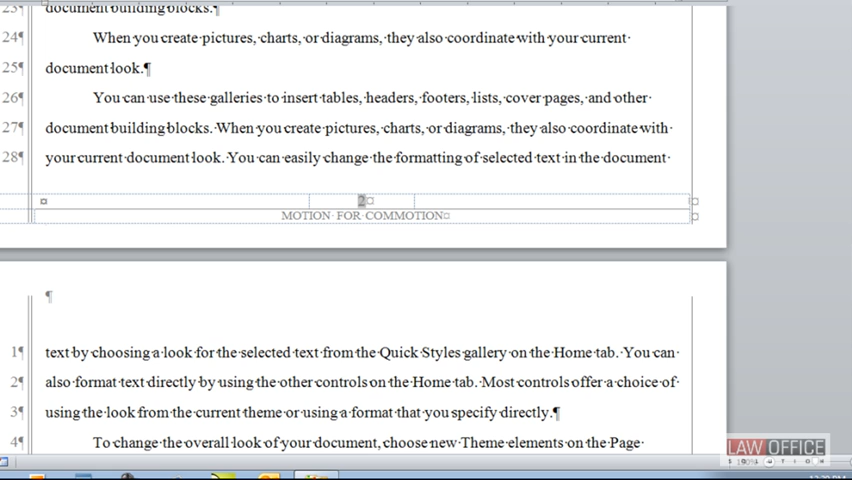 23¶ document building blocks.¶
24¶ When·you·create·pictures,·charts,·or·diagrams,·they·also·coordinate·with·your·current·
25¶ document·look.¶
26¶ You·can·use·these·galleries·to·insert·tables,·headers,·footers,·lists,·cover·pages,·and·other·
27¶ document·building·blocks.·When·you·create·pictures,·charts,·or·diagrams,·they·also·coordinate·with·
28¶ your·current·document·look.·You·can·easily·change·the·formatting·of·selected·text·in·the·document·
¤ 2¤ ¤
MOTION·FOR·COMMOTION¤ ¤
¶
1¶ text·by·choosing·a·look·for·the·selected·text·from·the·Quick·Styles·gallery·on·the·Home·tab.·You·can·
2¶ also·format·text·directly·by·using·the·other·controls·on·the·Home·tab.·Most·controls·offer·a·choice·of·
3¶ using·the·look·from·the·current·theme·or·using·a·format·that·you·specify·directly.¶
4¶ To·change·the·overall·look·of·your·document,·choose·new·Theme·elements·on·the·Page·
LAW OFFICE